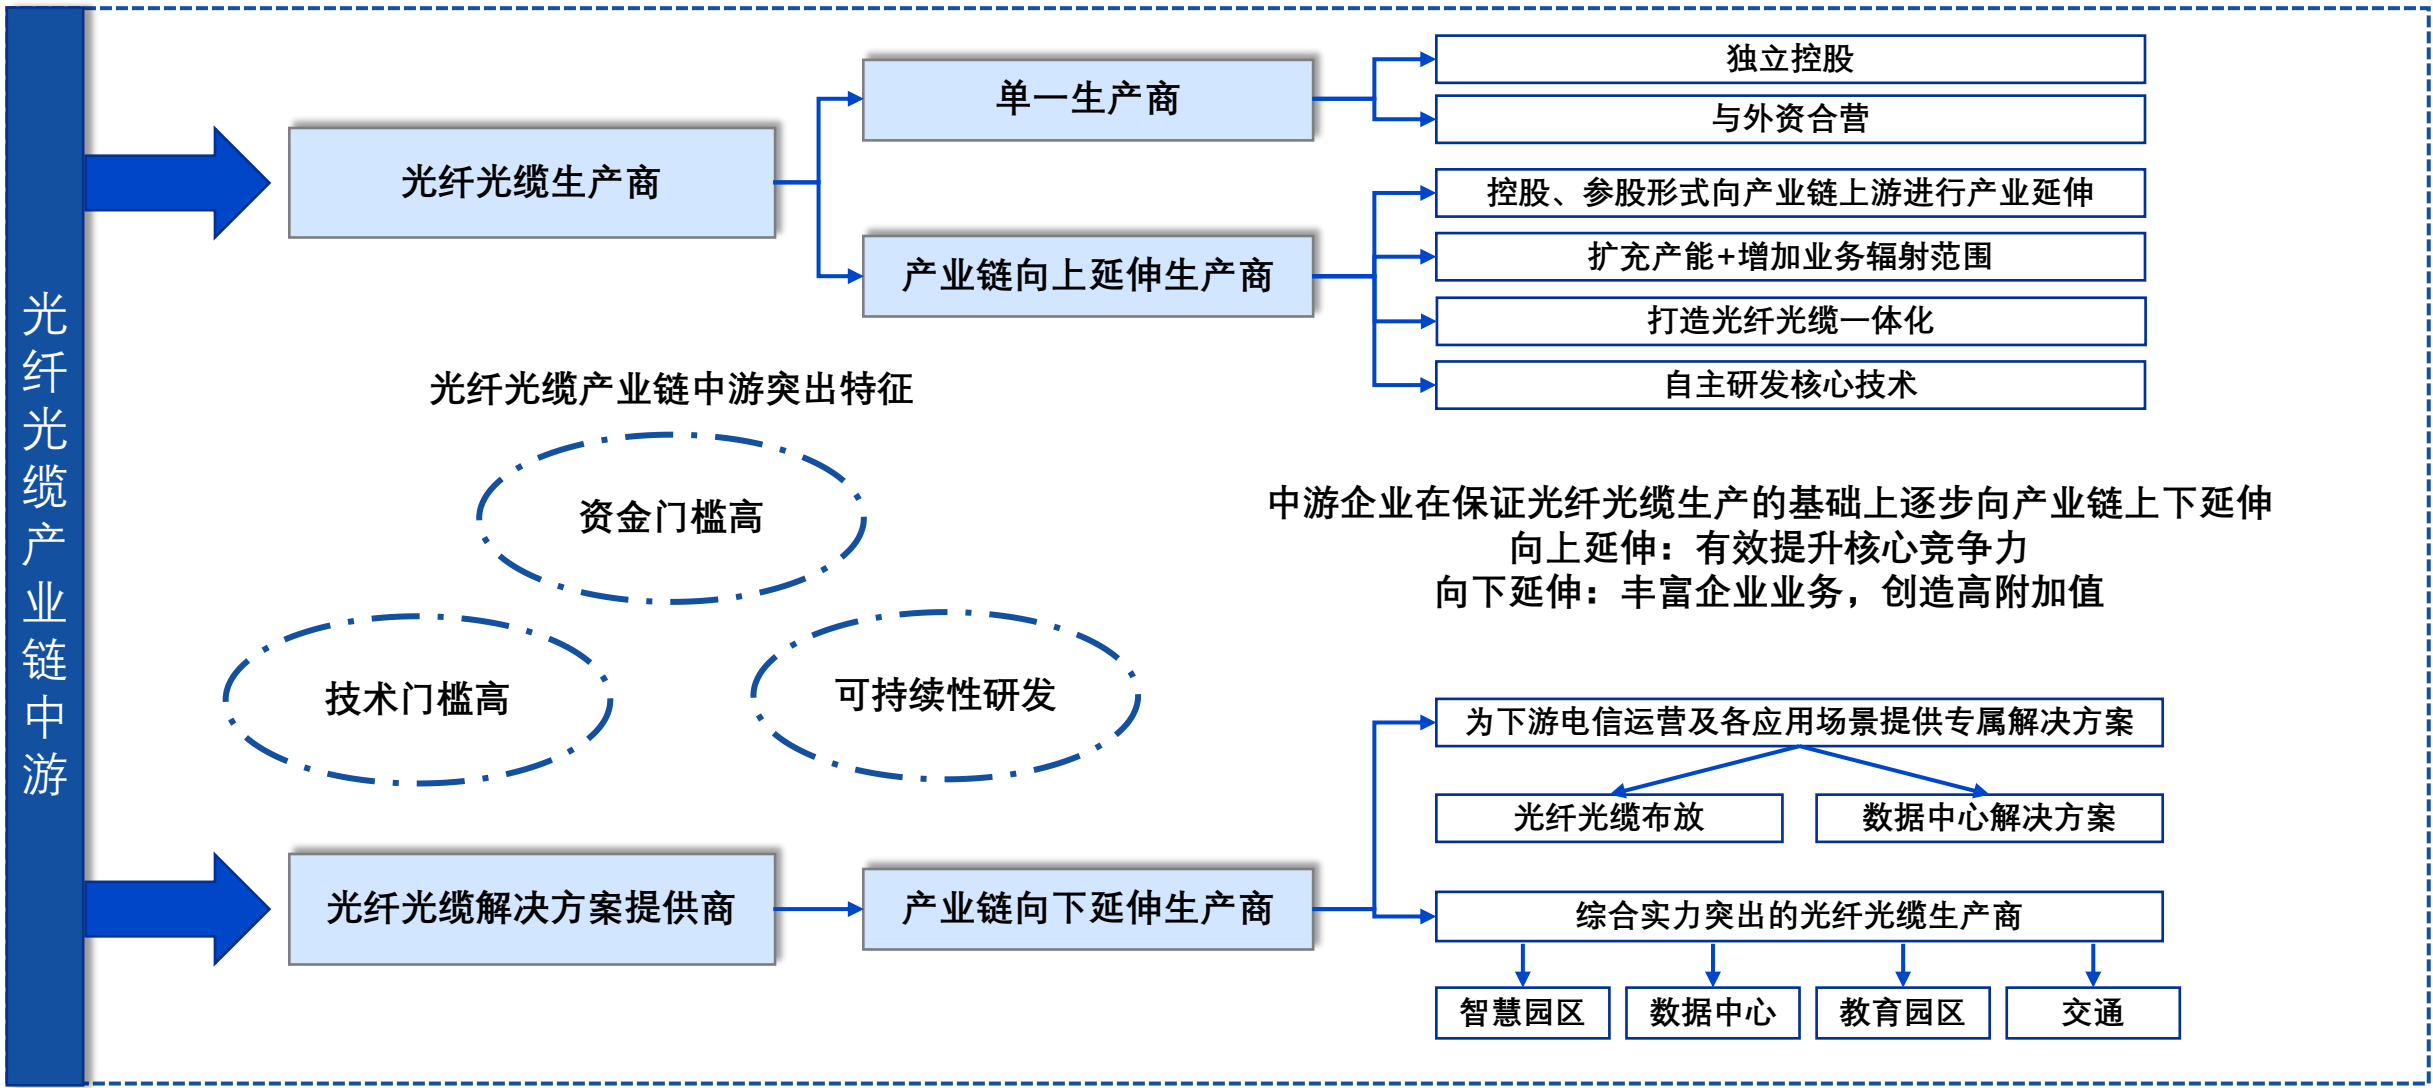 光纤光缆产业链中游
光纤光缆生产商
单一生产商
独立控股
与外资合营
产业链向上延伸生产商
控股、参股形式向产业链上游进行产业延伸
扩充产能+增加业务辐射范围
打造光纤光缆一体化
自主研发核心技术
光纤光缆产业链中游突出特征
资金门槛高
技术门槛高
可持续性研发
中游企业在保证光纤光缆生产的基础上逐步向产业链上下延伸
向上延伸：有效提升核心竞争力
向下延伸：丰富企业业务，创造高附加值
光纤光缆解决方案提供商
产业链向下延伸生产商
为下游电信运营及各应用场景提供专属解决方案
光纤光缆布放
数据中心解决方案
综合实力突出的光纤光缆生产商
智慧园区
数据中心
教育园区
交通